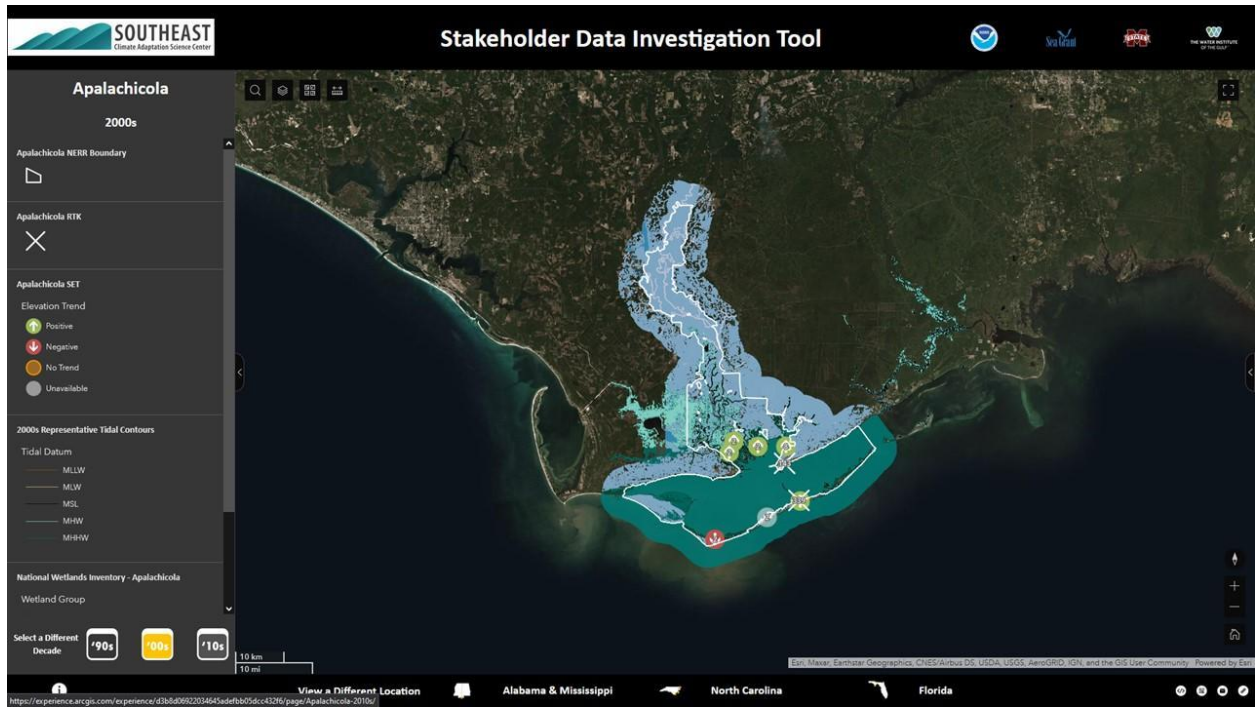 SOUTHEAST
Climate Adaptation Science Center
Stakeholder Data Investigation Tool
NOAA
Sea Grant
STATE
THE WATER INSTITUTE
OF THE GULF
Apalachicola
2000s
Apalachicola NERR Boundary
Apalachicola RTK
Apalachicola SET
Elevation Trend
Positive
Negative
No Trend
Unavailable
2000s Representative Tidal Contours
Tidal Datum
MLLW
MLW
MSL
MHW
MHHW
National Wetlands Inventory - Apalachicola
Wetland Group
Select a Different
Decade
'90s
'00s
'10s
10 km
10 mi
Esri, Maxar, Earthstar Geographics, CNES/Airbus DS, USDA, USGS, AeroGRID, IGN, and the GIS User Community
Powered by Esri
View a Different Location
Alabama & Mississippi
North Carolina
Florida
https://experience.arcgis.com/experience/d3b8d06922034645adefbb05dcc432f6/page/Apalachicola-2010s/